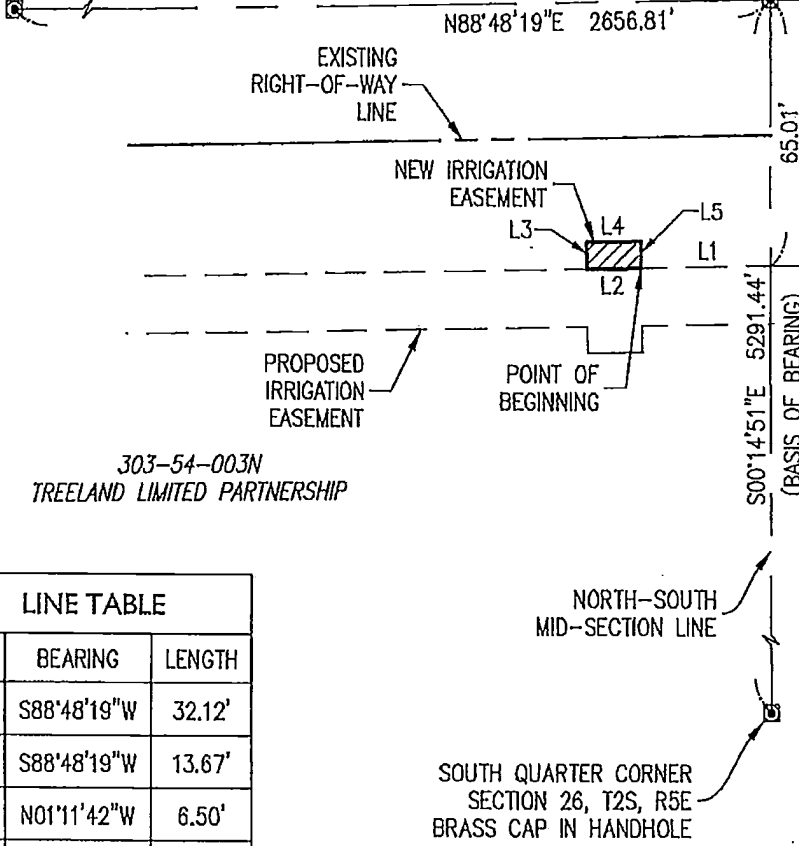 N88°48'19"E 2656.81'
EXISTING
RIGHT-OF-WAY
LINE
65.01'
NEW IRRIGATION
EASEMENT
L3
L4
L5
L1
L2
PROPOSED
IRRIGATION
EASEMENT
POINT OF
BEGINNING
S00°14'51"E 5291.44'
(BASIS OF BEARING)
303-54-003N
TREELAND LIMITED PARTNERSHIP
NORTH-SOUTH
MID-SECTION LINE
SOUTH QUARTER CORNER
SECTION 26, T2S, R5E
BRASS CAP IN HANDHOLE
LINE TABLE
BEARING LENGTH
S88°48'19"W 32.12'
S88°48'19"W 13.67'
N01°11'42"W 6.50'